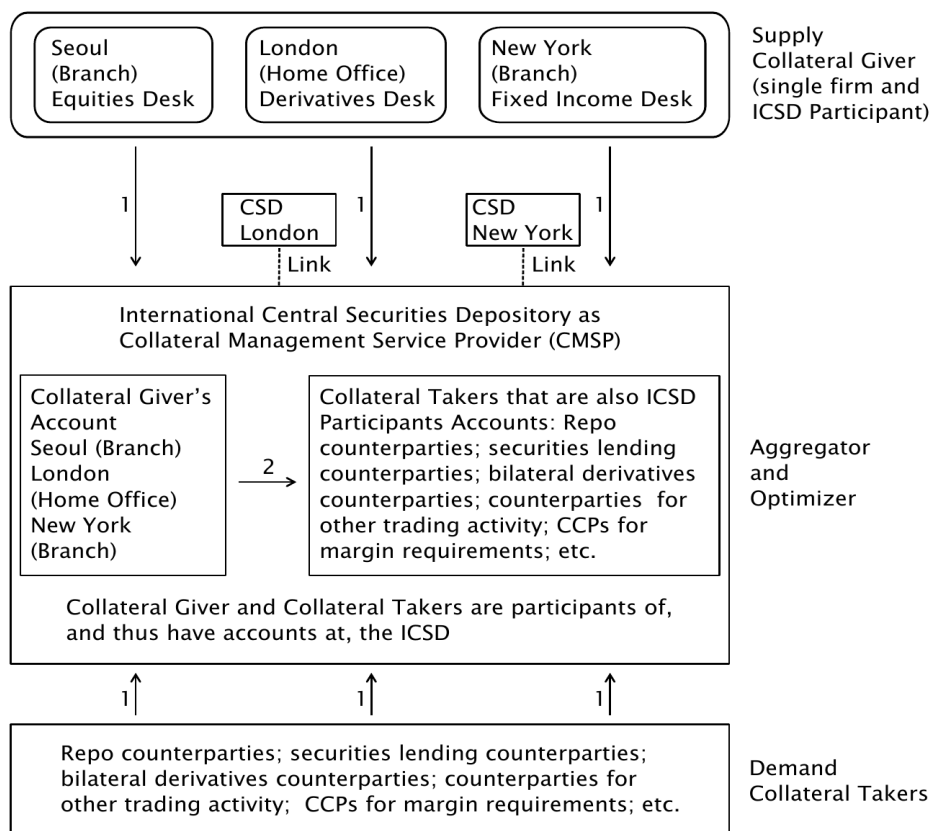 Seoul
(Branch)
Equities Desk
London
(Home Office)
Derivatives Desk
New York
(Branch)
Fixed Income Desk
Supply
Collateral Giver
(single firm and
ICSD Participant)
1
CSD
London
1
CSD
New York
1
Link
Link
International Central Securities Depository as
Collateral Management Service Provider (CMSP)
Collateral Giver’s
Account
Seoul (Branch)
London
(Home Office)
New York
(Branch)
2
Collateral Takers that are also ICSD
Participants Accounts: Repo
counterparties; securities lending
counterparties; bilateral derivatives
counterparties; counterparties for
other trading activity; CCPs for
margin requirements; etc.
Aggregator
and
Optimizer
Collateral Giver and Collateral Takers are participants of,
and thus have accounts at, the ICSD
1
1
1
Repo counterparties; securities lending counterparties;
bilateral derivatives counterparties; counterparties for
other trading activity; CCPs for margin requirements; etc.
Demand
Collateral Takers